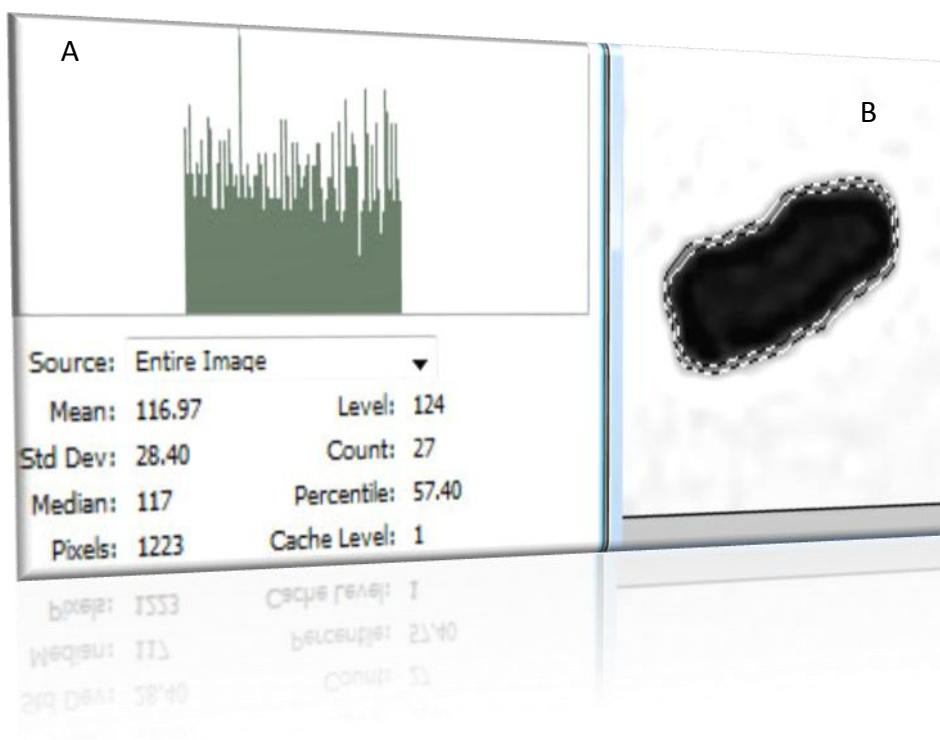 A
B
Source: Entire Image
Mean: 116.97 Level: 124
Std Dev: 28.40 Count: 27
Median: 117 Percentile: 57.40
Pixels: 1223 Cache Level: 1